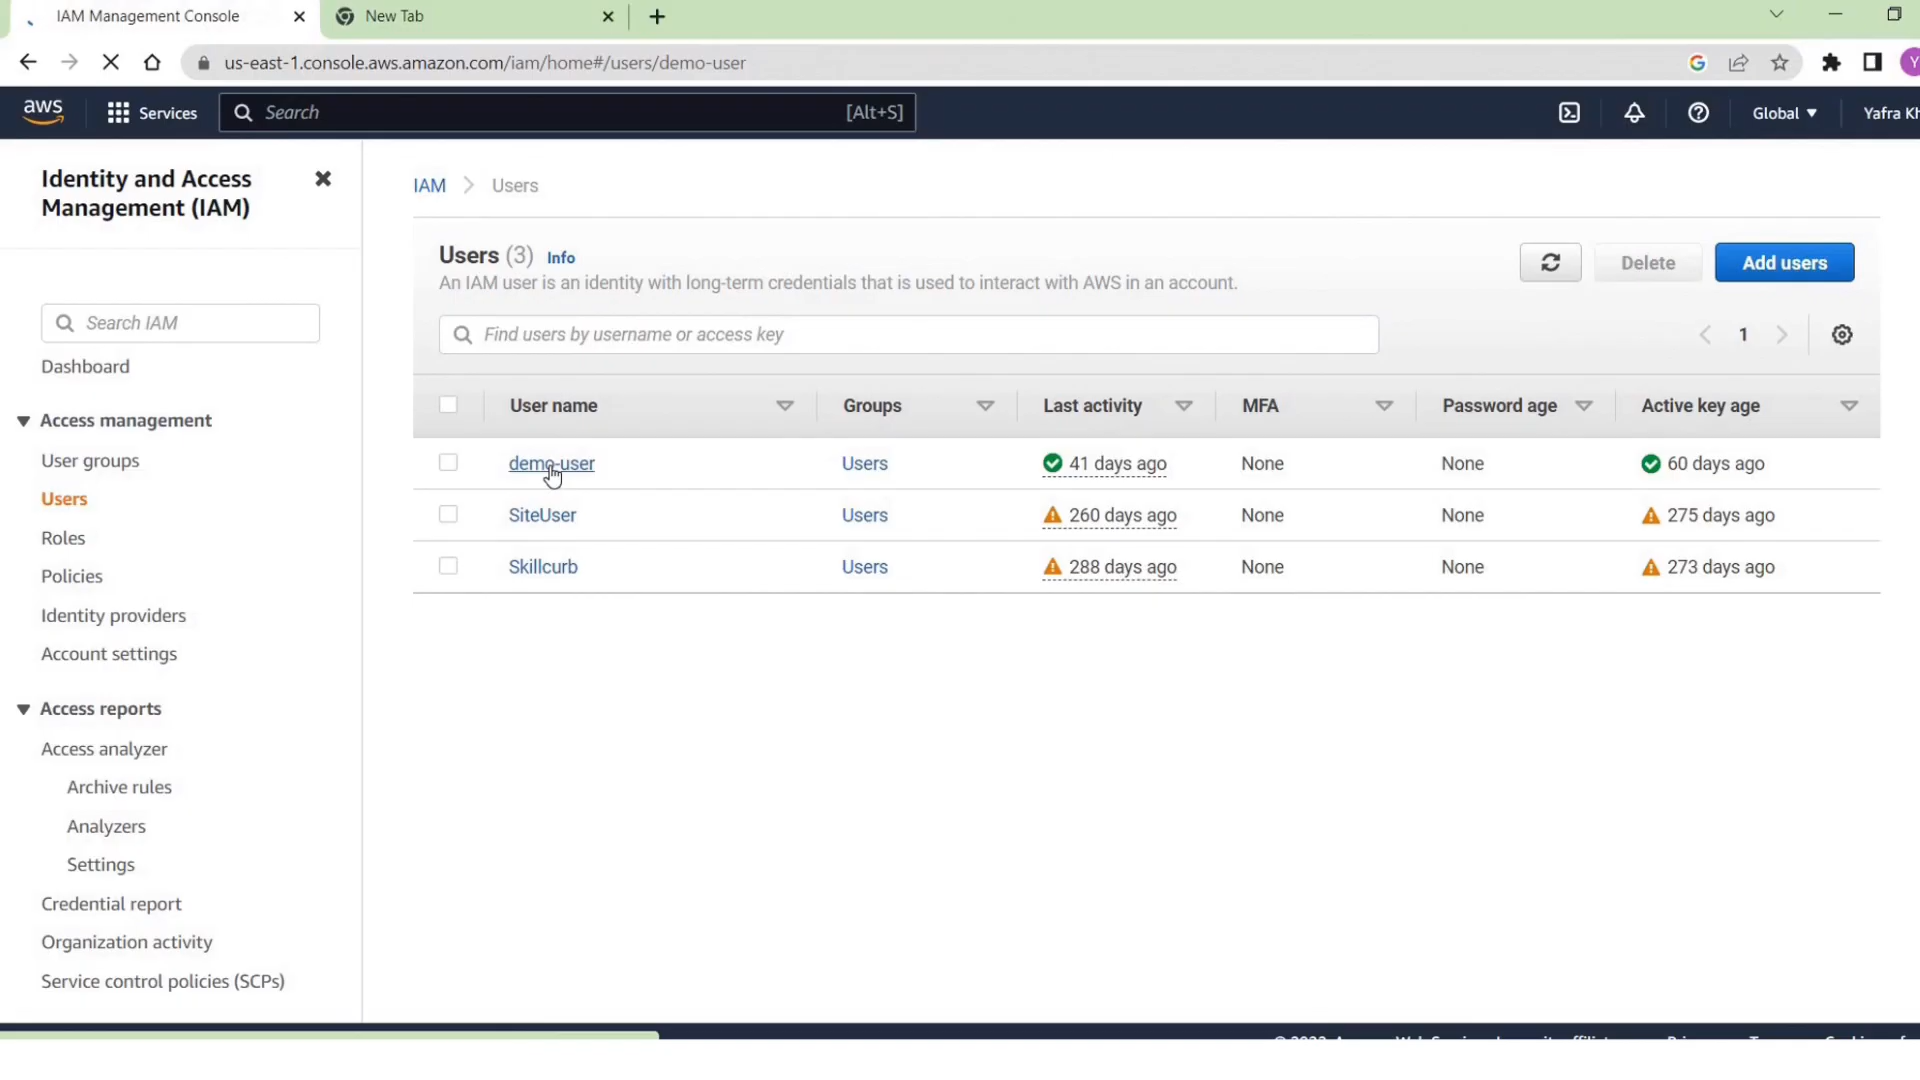 IAM Management Console
New Tab
us-east-1.console.aws.amazon.com/iam/home#/users/demo-user
Y
aws
Services
Search
[Alt+S]
Global
Yafra Kh
Identity and Access
Management (IAM)
Search IAM
Dashboard
Access management
User groups
Users
Roles
Policies
Identity providers
Account settings
Access reports
Access analyzer
Archive rules
Analyzers
Settings
Credential report
Organization activity
Service control policies (SCPs)
IAM > Users
Users (3) Info
Delete
Add users
An IAM user is an identity with long-term credentials that is used to interact with AWS in an account.
Find users by username or access key
1
User name Groups Last activity MFA Password age Active key age
demo-user Users 41 days ago None None 60 days ago
SiteUser Users 260 days ago None None 275 days ago
Skillcurb Users 288 days ago None None 273 days ago